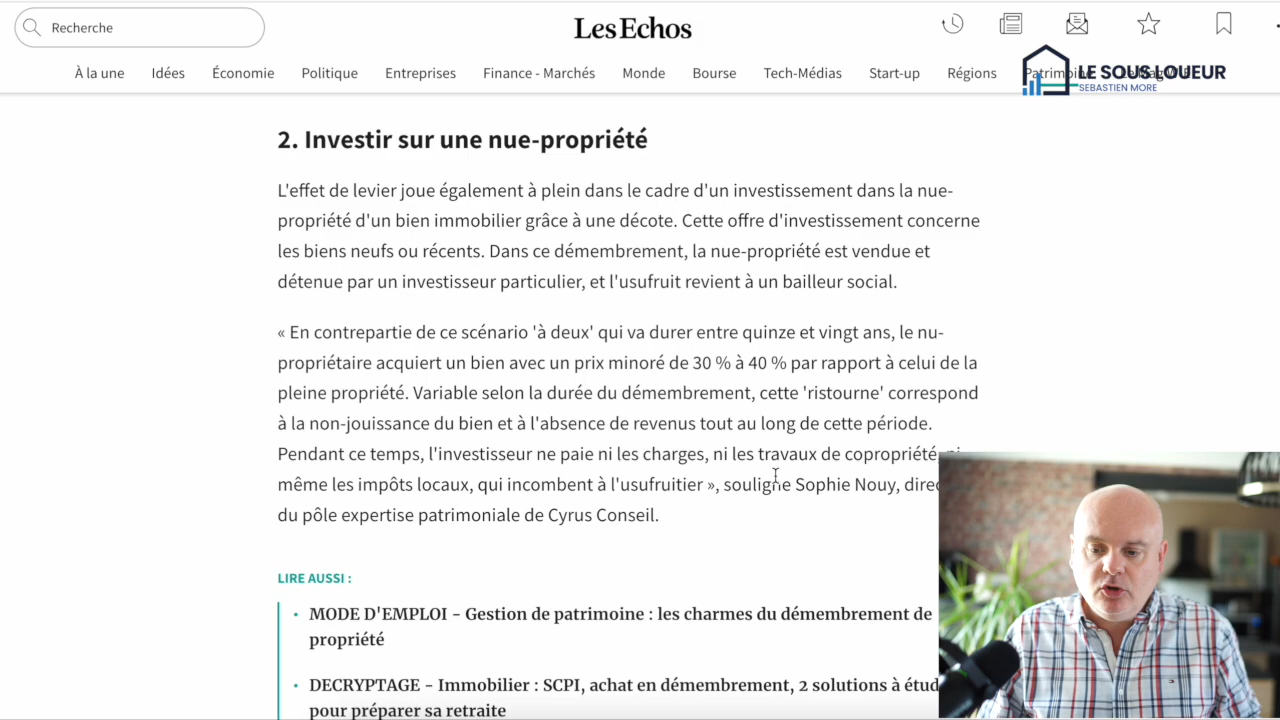 Recherche
Les Echos
À la une Idées Économie Politique Entreprises Finance - Marchés Monde Bourse Tech-Médias Start-up Régions Patrimoine
LE SOUS LOUEUR
SEBASTIEN MORE
2. Investir sur une nue-propriété
L'effet de levier joue également à plein dans le cadre d'un investissement dans la nue-
propriété d'un bien immobilier grâce à une décote. Cette offre d'investissement concerne
les biens neufs ou récents. Dans ce démembrement, la nue-propriété est vendue et
détenue par un investisseur particulier, et l'usufruit revient à un bailleur social.
« En contrepartie de ce scénario 'à deux' qui va durer entre quinze et vingt ans, le nu-
propriétaire acquiert un bien avec un prix minoré de 30 % à 40 % par rapport à celui de la
pleine propriété. Variable selon la durée du démembrement, cette 'ristourne' correspond
à la non-jouissance du bien et à l'absence de revenus tout au long de cette période.
Pendant ce temps, l'investisseur ne paie ni les charges, ni les travaux de copropriété,
même les impôts locaux, qui incombent à l'usufruitier », souligne Sophie Nouy,
du pôle expertise patrimoniale de Cyrus Conseil.
LIRE AUSSI :
• MODE D'EMPLOI - Gestion de patrimoine : les charmes du démembrement de
propriété
• DECRYPTAGE - Immobilier : SCPI, achat en démembrement, 2 solutions à
pour préparer sa retraite